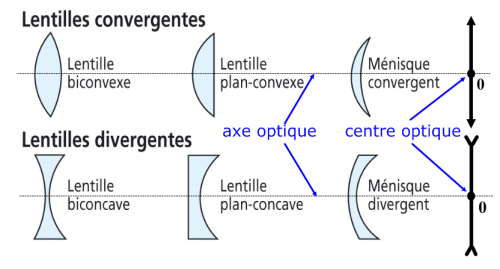 Lentilles convergentes
Lentille
biconvexe
Lentille
plan-convexe
Ménisque
convergent
0
axe optique
centre optique
Lentilles divergentes
Lentille
biconcave
Lentille
plan-concave
Ménisque
divergent
0